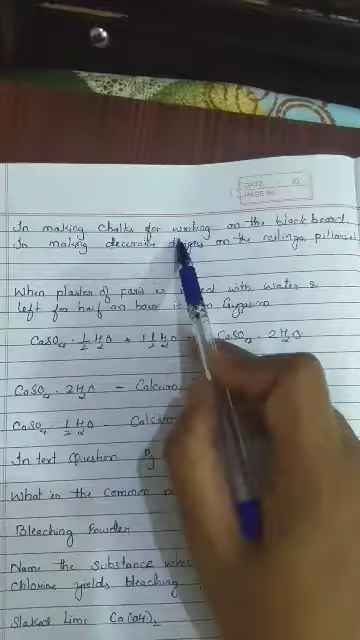 DATE
PAGE NO.
In making chalks for writing on the blackboard
In making decorative designs on the ceilings, pillars
When plaster of paris is with water &
left for half an hour it Gypsum
CaSO4 · 1/2 H2O + 1 1/2 H2O CaSO4 · 2H2O
CaSO4 · 2H2O - Calcium
CaSO4 1/2 H2O - Calcium
In text Question Pg
What is the common
Bleaching Powder
Name the substance
chlorine yields bleaching
Slaked lime Ca(OH)2